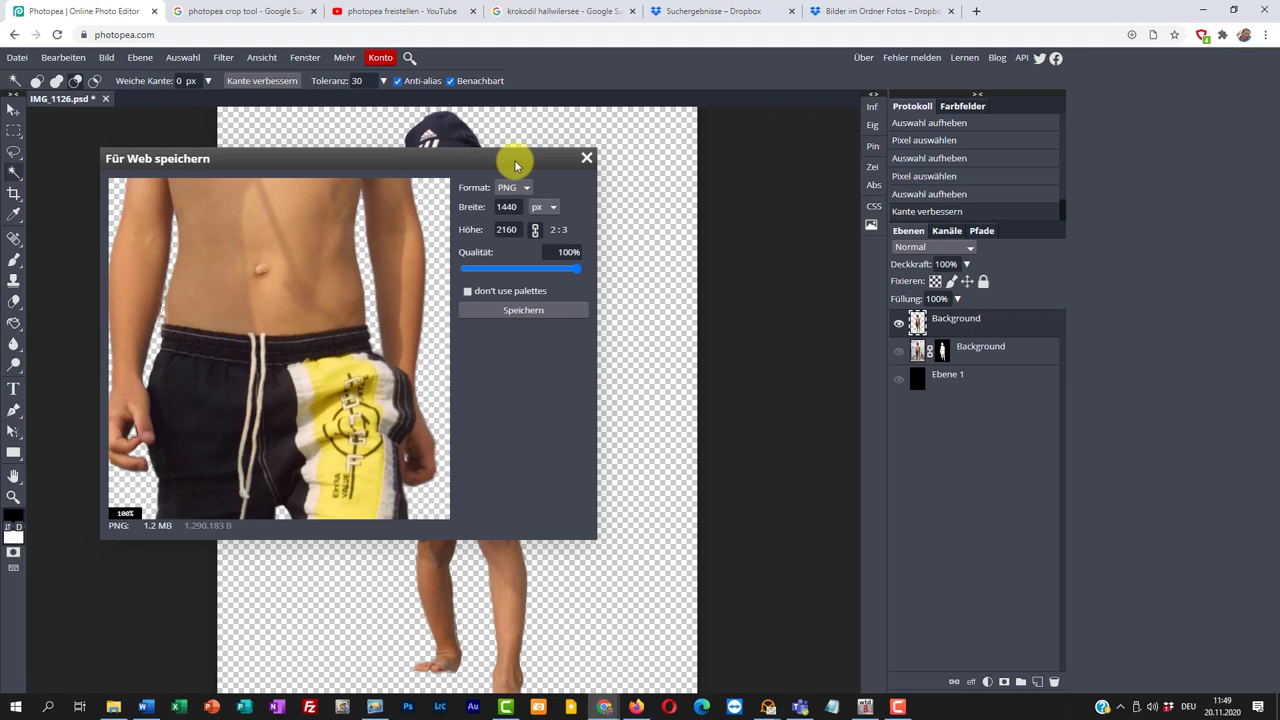 Photopea | Online Photo Editor
photopea crop tool - Google Su
photopea freistellen - YouTube
krokodil hallwilersee - Google Su
Suchergebnisse – Dropbox
Bilder im Ordner Fotos – Dropbo
photopea.com
Datei Bearbeiten Bild Ebene Auswahl Filter Ansicht Fenster Mehr Konto
Über Fehler melden Lernen Blog API
Weiche Kante: 0 px Kante verbessern Toleranz: 30 Anti-alias Benachbart
IMG_1126.psd *
Für Web speichern
Format: PNG
Breite: 1440 px
Höhe: 2160 2 : 3
Qualität: 100%
don't use palettes
Speichern
100%
PNG: 1.2 MB 1.290.183 B
EXTRA
VALUE
Inf
Eig
Pin
Zei
Abs
CSS
Protokoll Farbfelder
Auswahl aufheben
Pixel auswählen
Auswahl aufheben
Pixel auswählen
Auswahl aufheben
Kante verbessern
Ebenen Kanäle Pfade
Normal
Deckkraft: 100%
Fixieren:
Füllung: 100%
Background
Background
Ebene 1
eff
DEU
11:49
20.11.2020